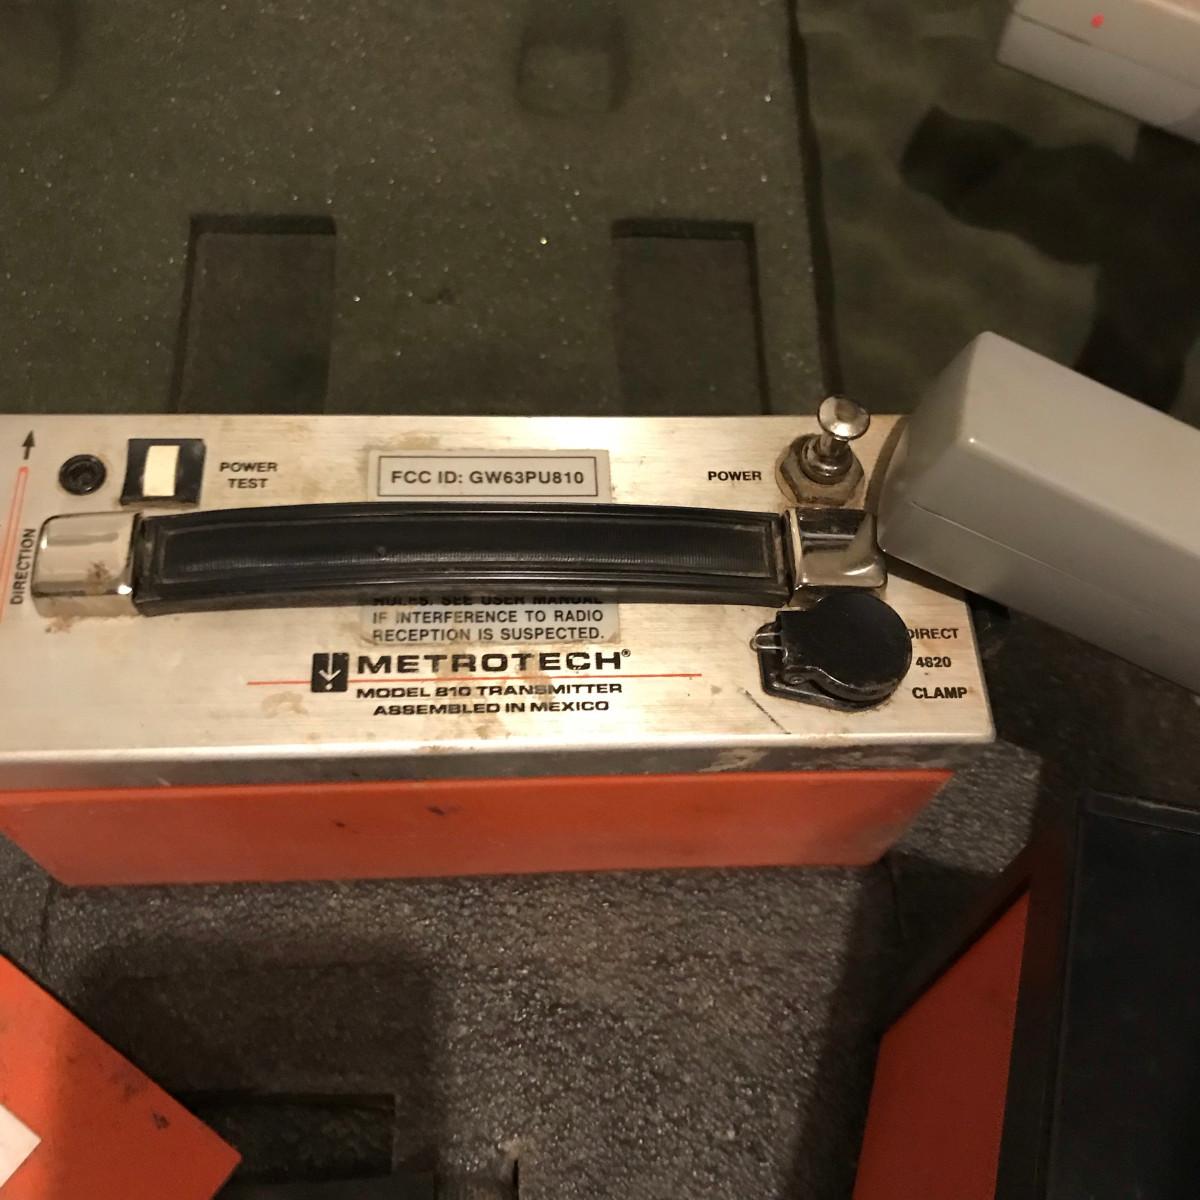 POWER
TEST
FCC ID: GW63PU810
POWER
DIRECTION
RULES. SEE USER MANUAL
IF INTERFERENCE TO RADIO
RECEPTION IS SUSPECTED.
METROTECH®
MODEL 810 TRANSMITTER
ASSEMBLED IN MEXICO
DIRECT
4820
CLAMP